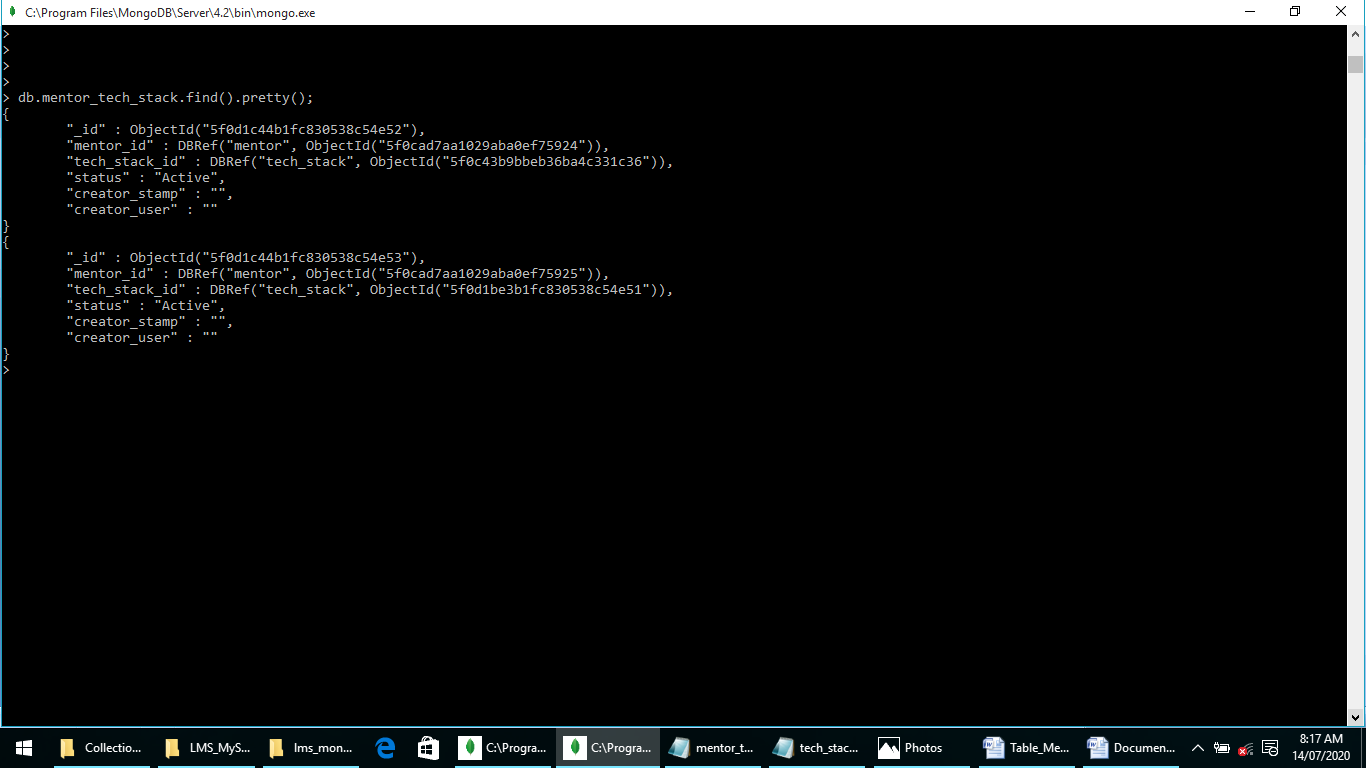 C:\Program Files\MongoDB\Server\4.2\bin\mongo.exe
>
>
>
>
> db.mentor_tech_stack.find().pretty();
{
"_id" : ObjectId("5f0d1c44b1fc830538c54e52"),
"mentor_id" : DBRef("mentor", ObjectId("5f0cad7aa1029aba0ef75924")),
"tech_stack_id" : DBRef("tech_stack", ObjectId("5f0c43b9bbeb36ba4c331c36")),
"status" : "Active",
"creator_stamp" : "",
"creator_user" : ""
}
{
"_id" : ObjectId("5f0d1c44b1fc830538c54e53"),
"mentor_id" : DBRef("mentor", ObjectId("5f0cad7aa1029aba0ef75925")),
"tech_stack_id" : DBRef("tech_stack", ObjectId("5f0d1be3b1fc830538c54e51")),
"status" : "Active",
"creator_stamp" : "",
"creator_user" : ""
}
>
Collectio... LMS_MyS... lms_mon... C:\Progra... C:\Progra... mentor_t... tech_stac... Photos Table_Me... Documen... 8:17 AM
14/07/2020